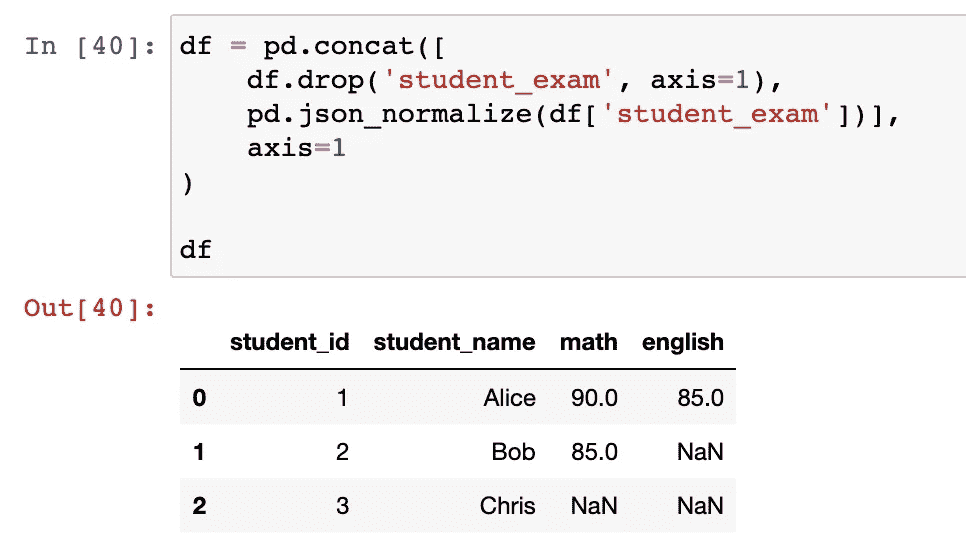 In [40]: df = pd.concat([
    df.drop('student_exam', axis=1),
    pd.json_normalize(df['student_exam'])],
    axis=1
)
df
Out[40]:
student_id student_name math english
0 1 Alice 90.0 85.0
1 2 Bob 85.0 NaN
2 3 Chris NaN NaN